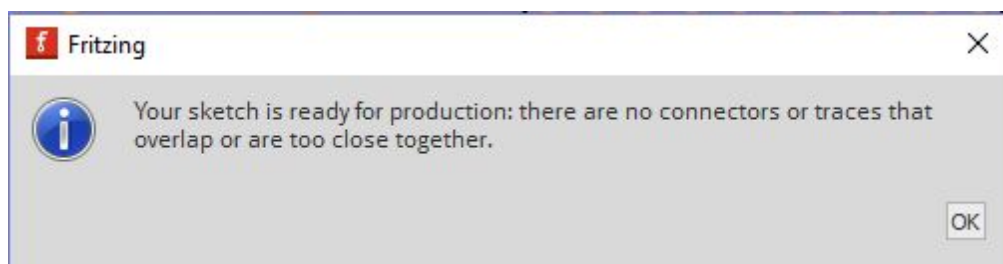 Fritzing
Your sketch is ready for production: there are no connectors or traces that
overlap or are too close together.
OK